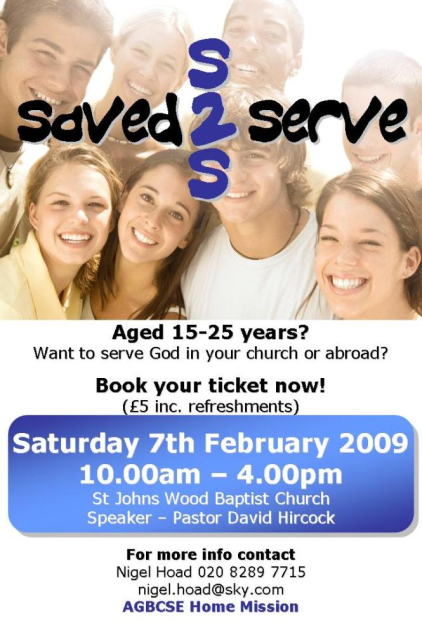 S
saved 2 serve
S
Aged 15-25 years?
Want to serve God in your church or abroad?
Book your ticket now!
(£5 inc. refreshments)
Saturday 7th February 2009
10.00am – 4.00pm
St Johns Wood Baptist Church
Speaker – Pastor David Hircock
For more info contact
Nigel Hoad 020 8289 7715
nigel.hoad@sky.com
AGBCSE Home Mission